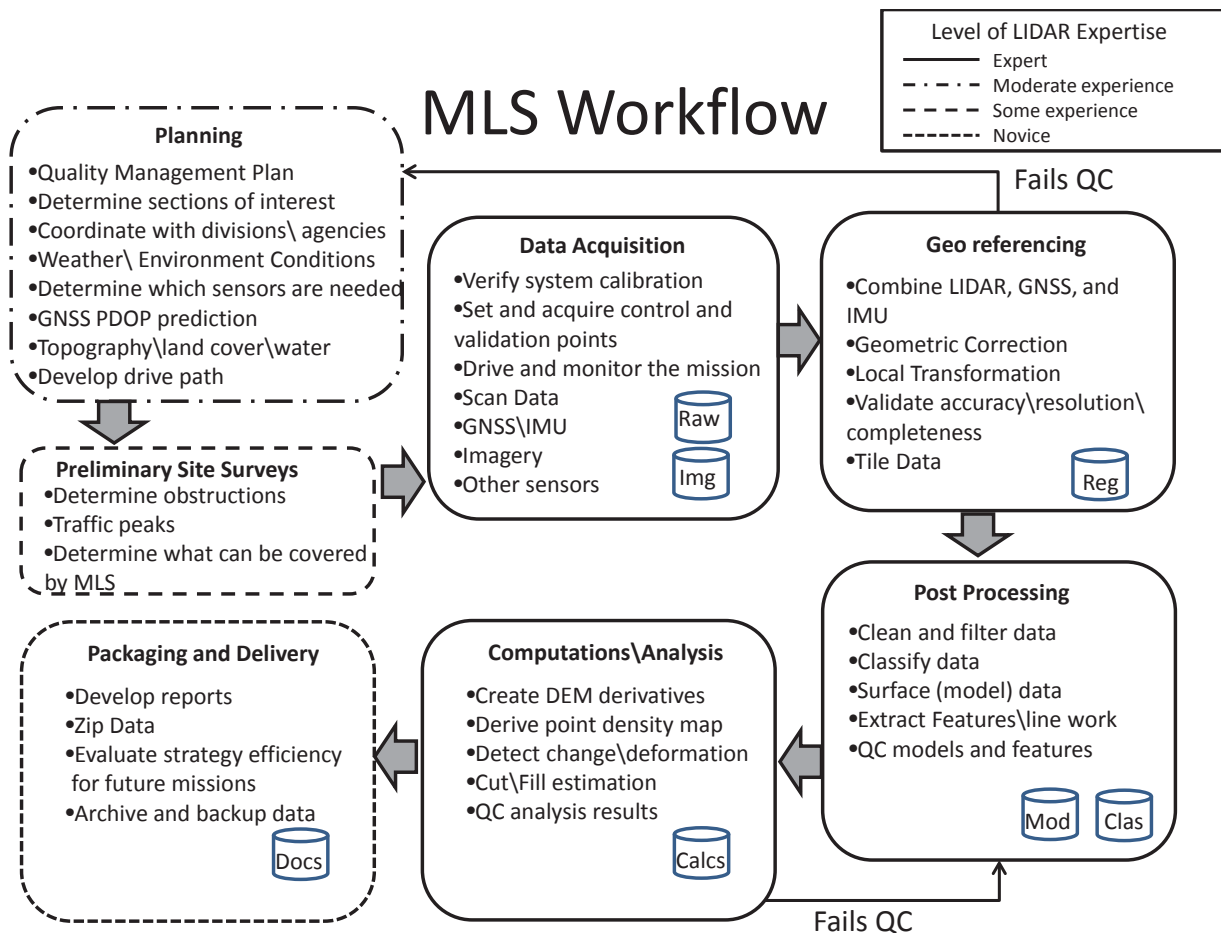 MLS Workflow
Level of LIDAR Expertise
Expert
Moderate experience
Some experience
Novice
Planning
•Quality Management Plan
•Determine sections of interest
•Coordinate with divisions\ agencies
•Weather\ Environment Conditions
•Determine which sensors are needed
•GNSS PDOP prediction
•Topography\land cover\water
•Develop drive path
Preliminary Site Surveys
•Determine obstructions
•Traffic peaks
•Determine what can be covered
by MLS
Data Acquisition
•Verify system calibration
•Set and acquire control and
validation points
•Drive and monitor the mission
•Scan Data
•GNSS\IMU
•Imagery
•Other sensors
Raw
Img
Fails QC
Geo referencing
•Combine LIDAR, GNSS, and
IMU
•Geometric Correction
•Local Transformation
•Validate accuracy\resolution\
completeness
•Tile Data
Reg
Post Processing
•Clean and filter data
•Classify data
•Surface (model) data
•Extract Features\line work
•QC models and features
Mod
Clas
Computations\Analysis
•Create DEM derivatives
•Derive point density map
•Detect change\deformation
•Cut\Fill estimation
•QC analysis results
Calcs
Fails QC
Packaging and Delivery
•Develop reports
•Zip Data
•Evaluate strategy efficiency
for future missions
•Archive and backup data
Docs